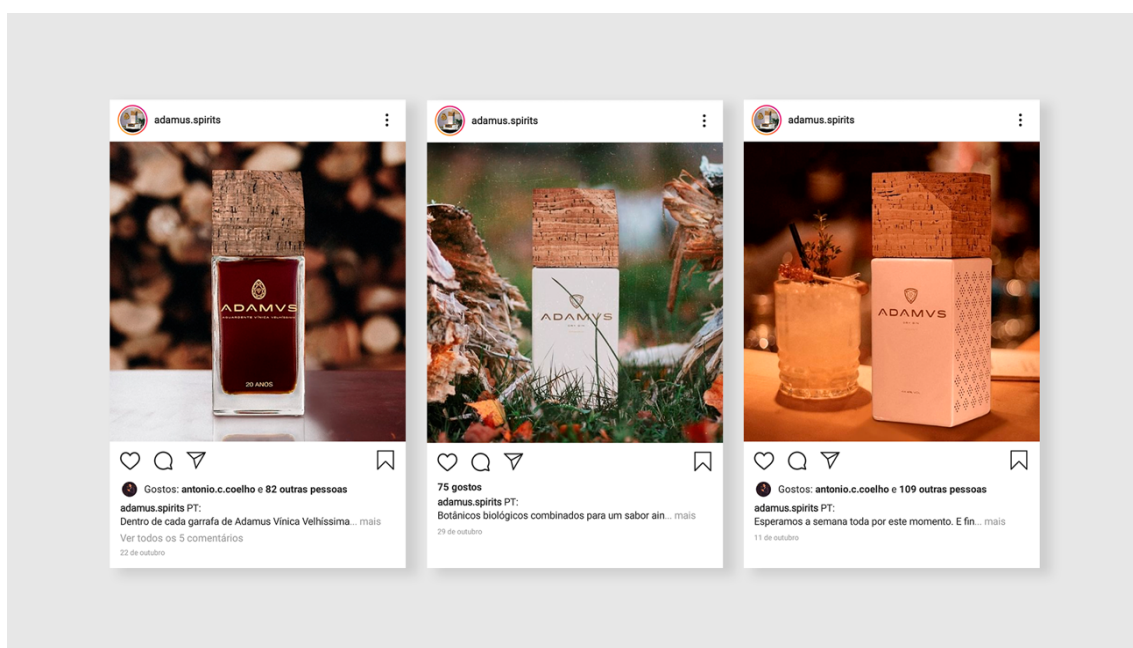 adamus.spirits
ADAMVS
AGUARDENTE VÍNICA VELHÍSSIMA
20 ANOS
Gostos: antonio.c.coelho e 82 outras pessoas
adamus.spirits PT:
Dentro de cada garrafa de Adamus Vínica Velhíssima... mais
Ver todos os 5 comentários
22 de outubro
adamus.spirits
ADAMVS
DRY GIN
75 gostos
adamus.spirits PT:
Botânicos biológicos combinados para um sabor ain... mais
29 de outubro
adamus.spirits
ADAMVS
DRY GIN
Gostos: antonio.c.coelho e 109 outras pessoas
adamus.spirits PT:
Esperamos a semana toda por este momento. E fin... mais
11 de outubro